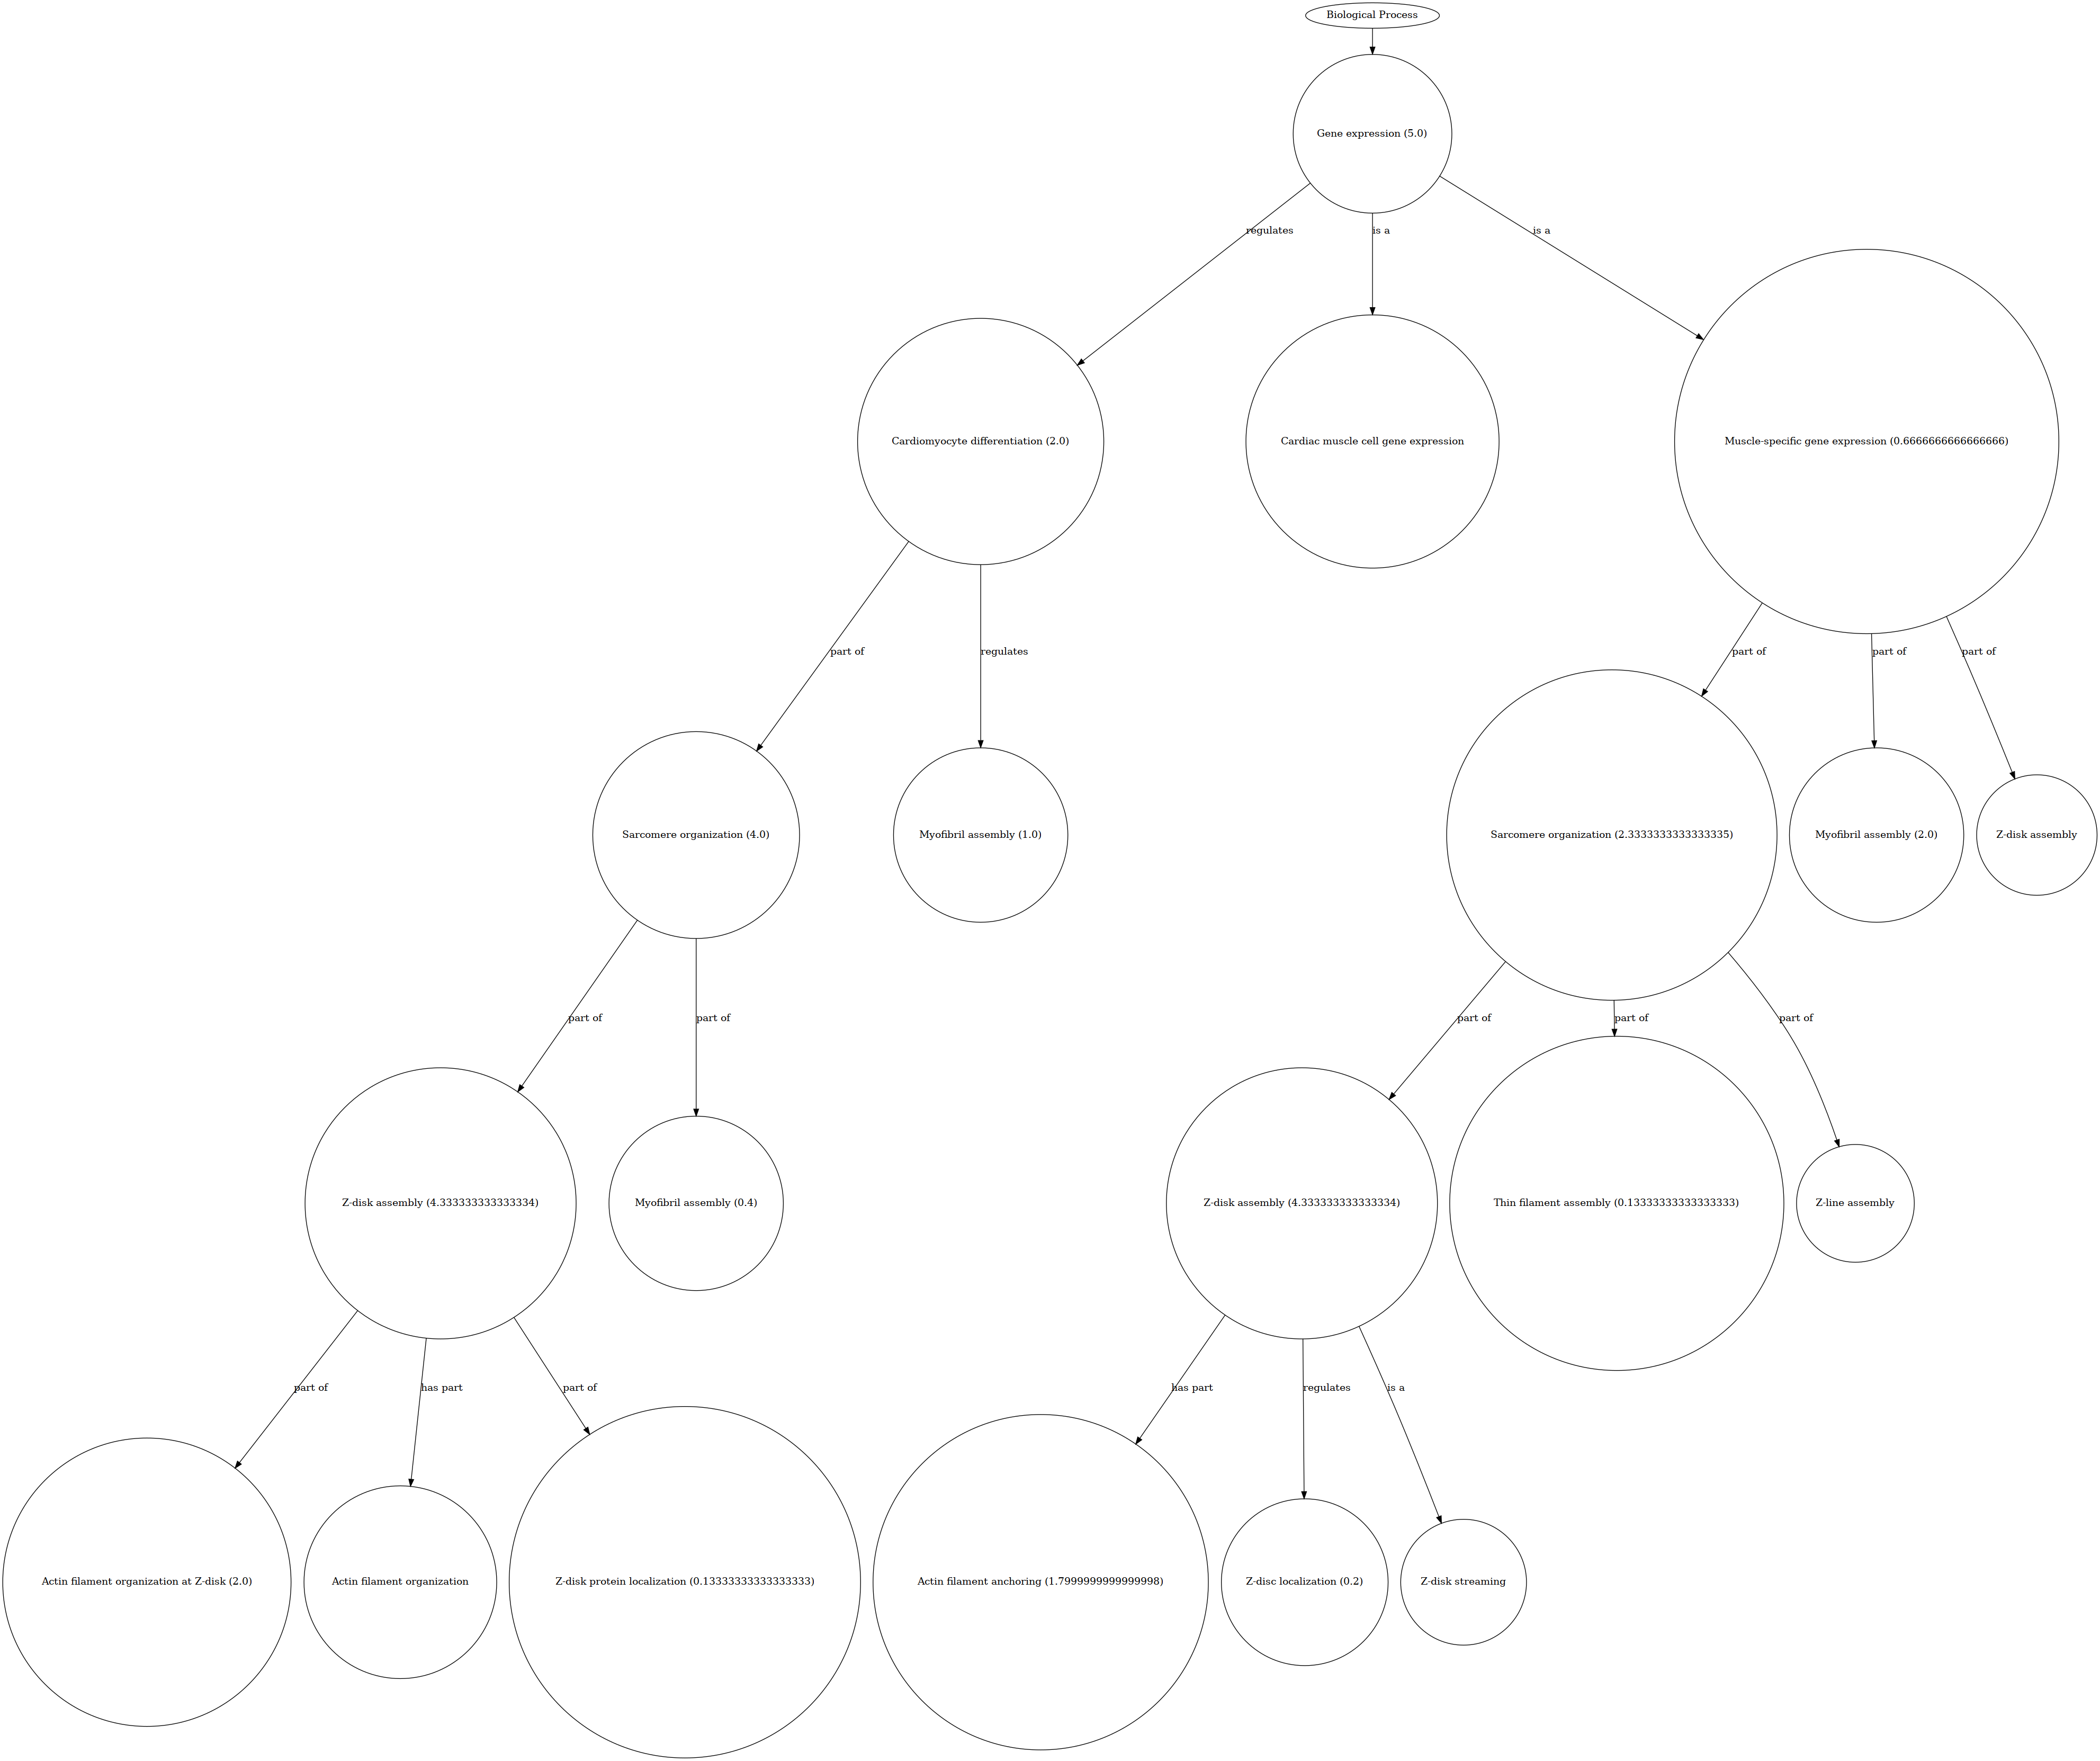 Biological Process
Gene expression (5.0)
regulates
is a
is a
Cardiomyocyte differentiation (2.0)
Cardiac muscle cell gene expression
Muscle-specific gene expression (0.6666666666666666)
part of
regulates
part of
part of
part of
Sarcomere organization (4.0)
Myofibril assembly (1.0)
Sarcomere organization (2.3333333333333335)
Myofibril assembly (2.0)
Z-disk assembly
part of
part of
part of
part of
part of
Z-disk assembly (4.333333333333334)
Myofibril assembly (0.4)
Z-disk assembly (4.333333333333334)
Thin filament assembly (0.13333333333333333)
Z-line assembly
part of
has part
part of
has part
regulates
is a
Actin filament organization at Z-disk (2.0)
Actin filament organization
Z-disk protein localization (0.13333333333333333)
Actin filament anchoring (1.7999999999999998)
Z-disc localization (0.2)
Z-disk streaming